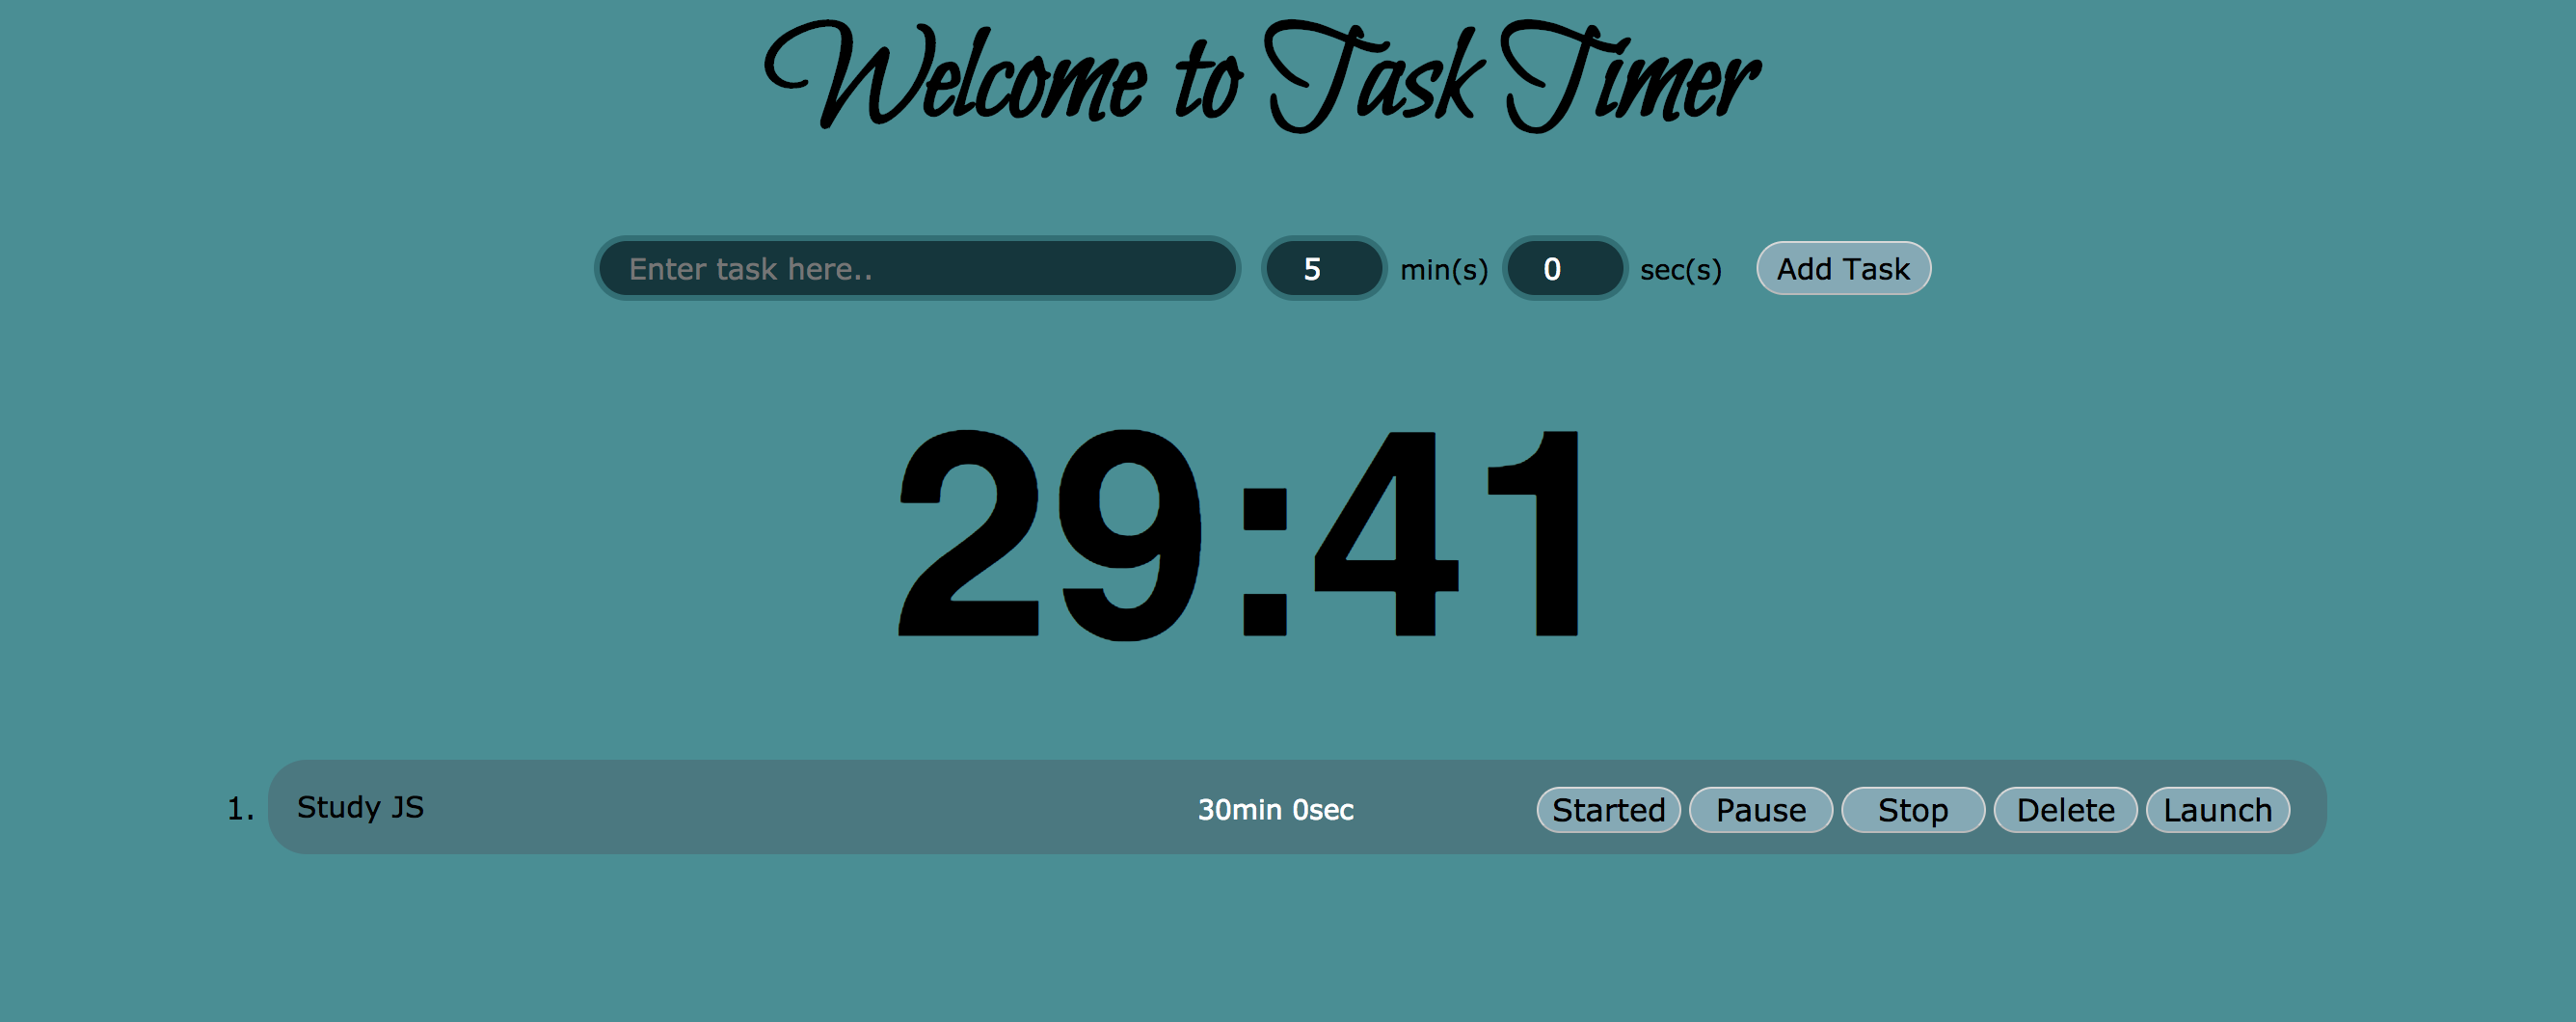 Welcome to Task Timer
Enter task here.. 5 min(s) 0 sec(s) Add Task
29:41
1. Study JS 30min 0sec Started Pause Stop Delete Launch